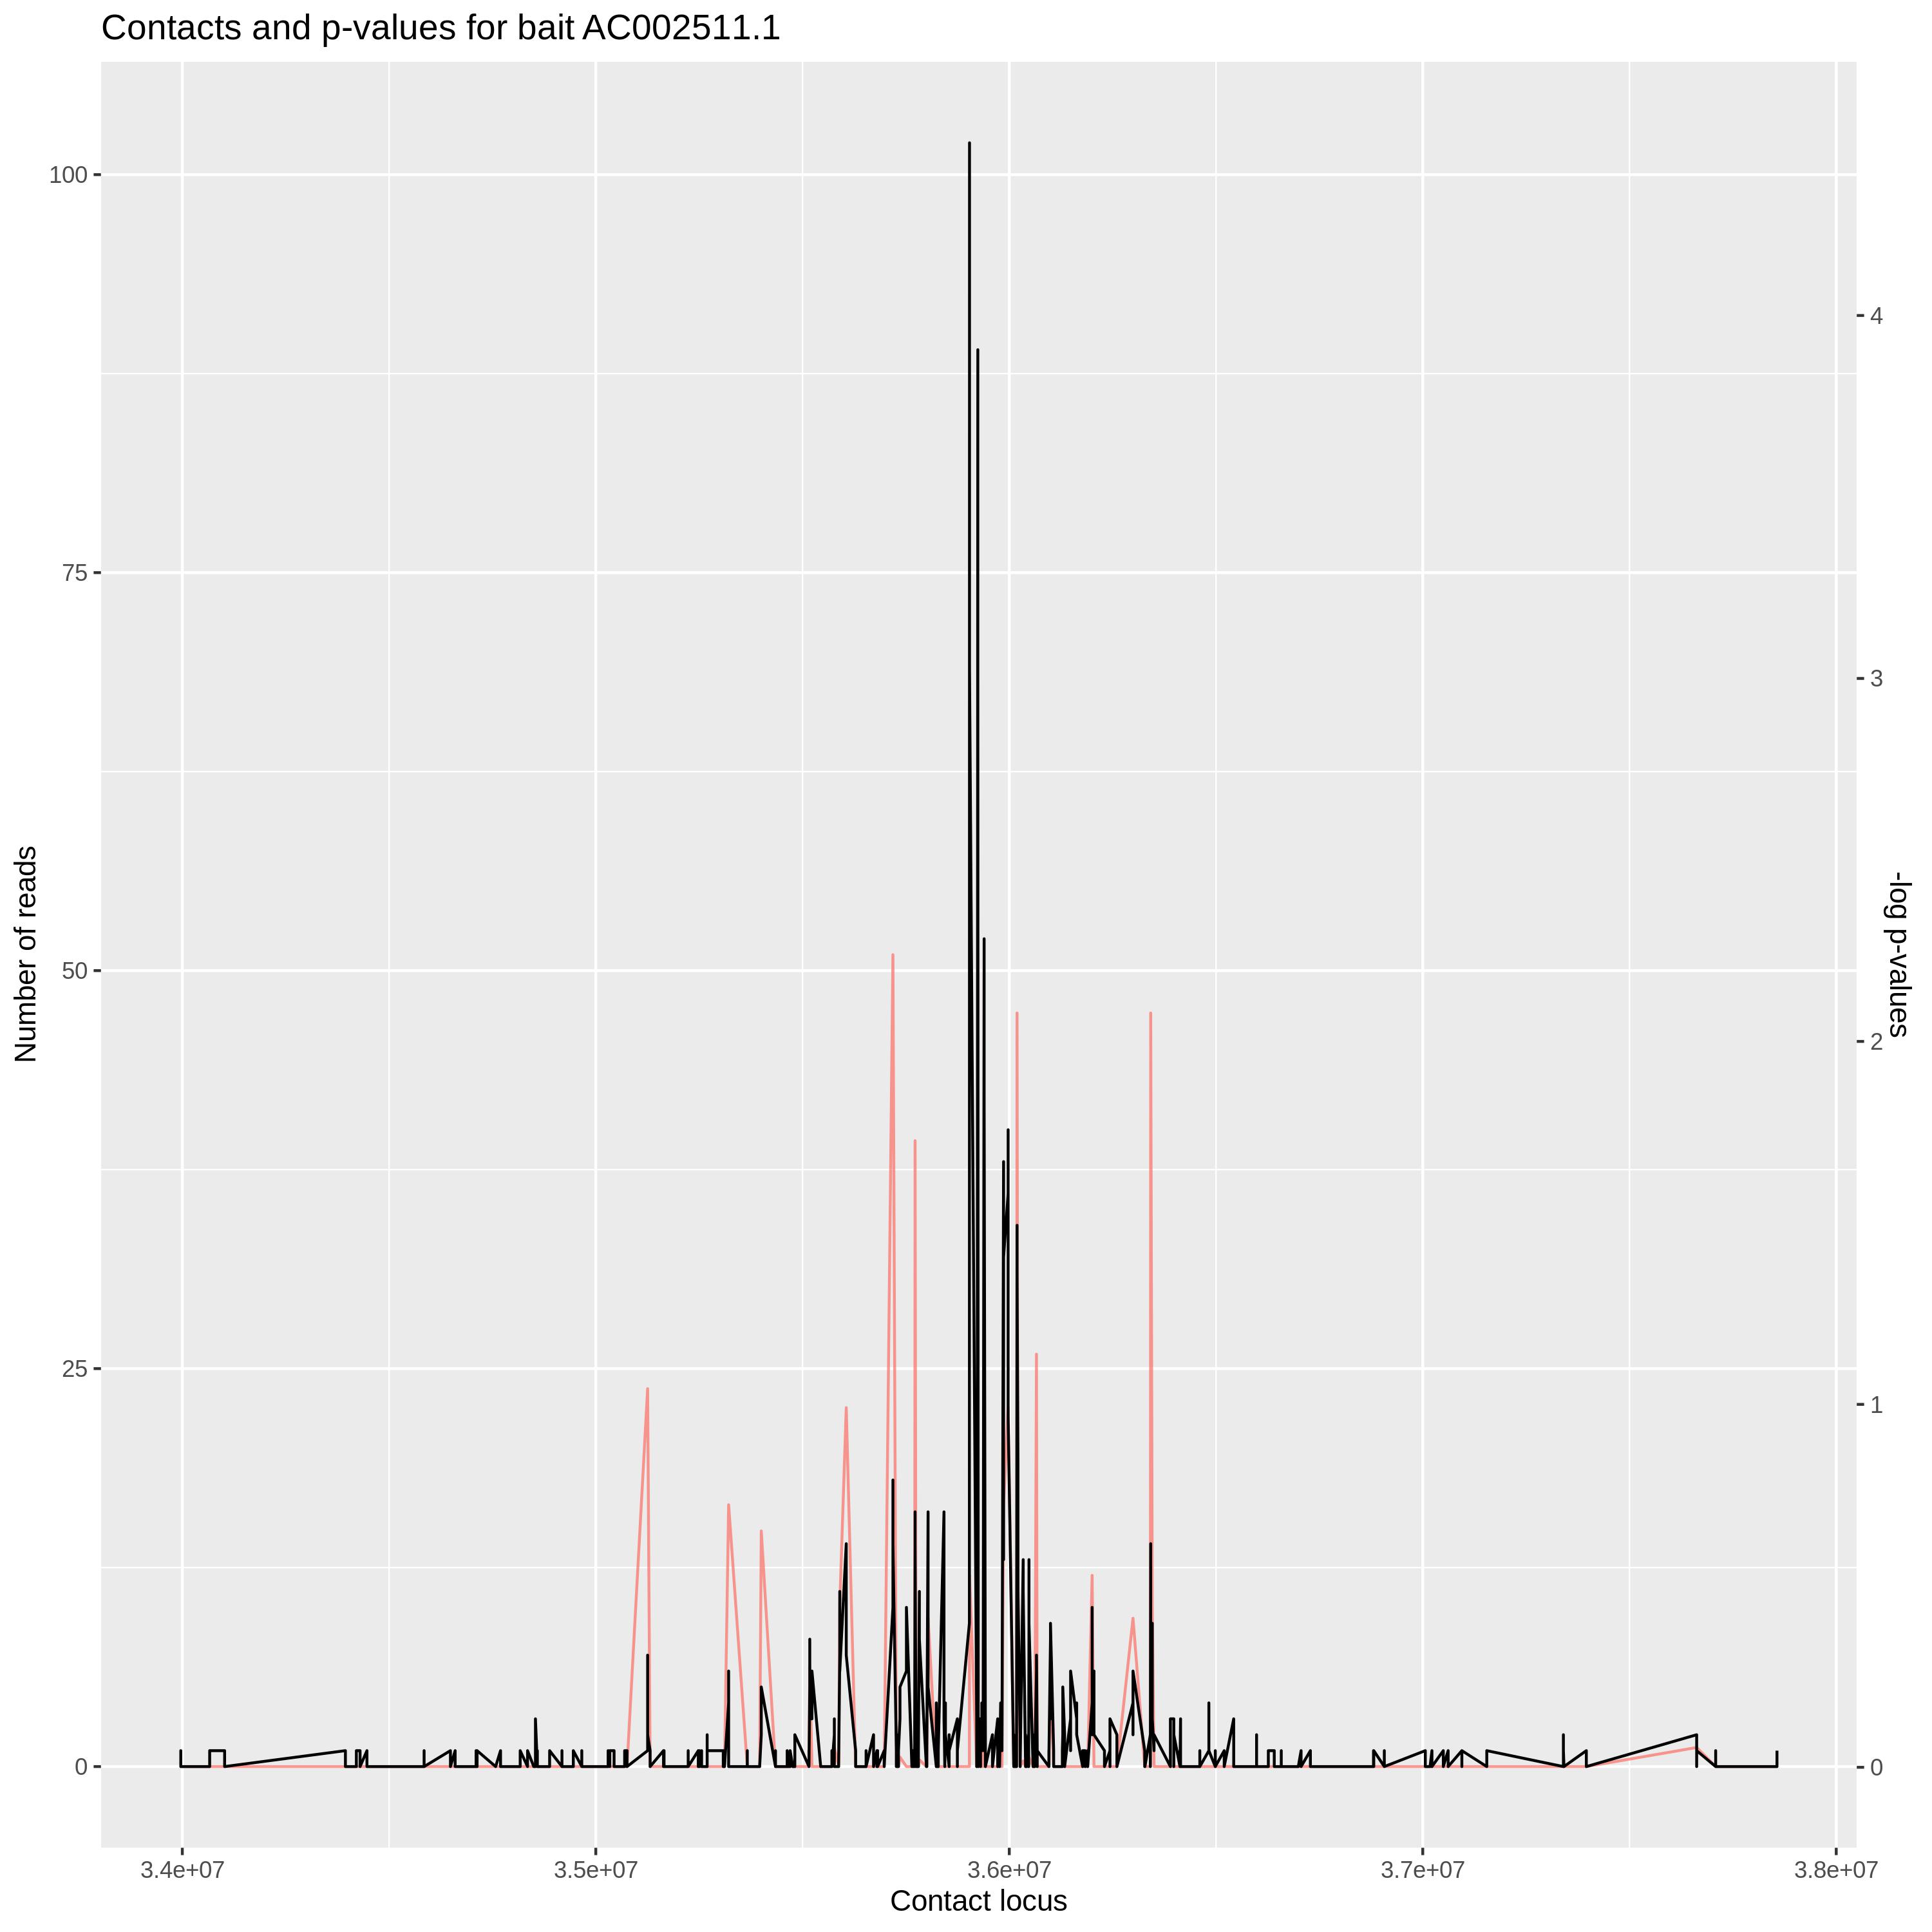 Contacts and p-values for bait AC002511.1
100
75
50
25
0
Number of reads
4
3
2
1
0
-log p-values
3.4e+07 3.5e+07 3.6e+07 3.7e+07 3.8e+07
Contact locus